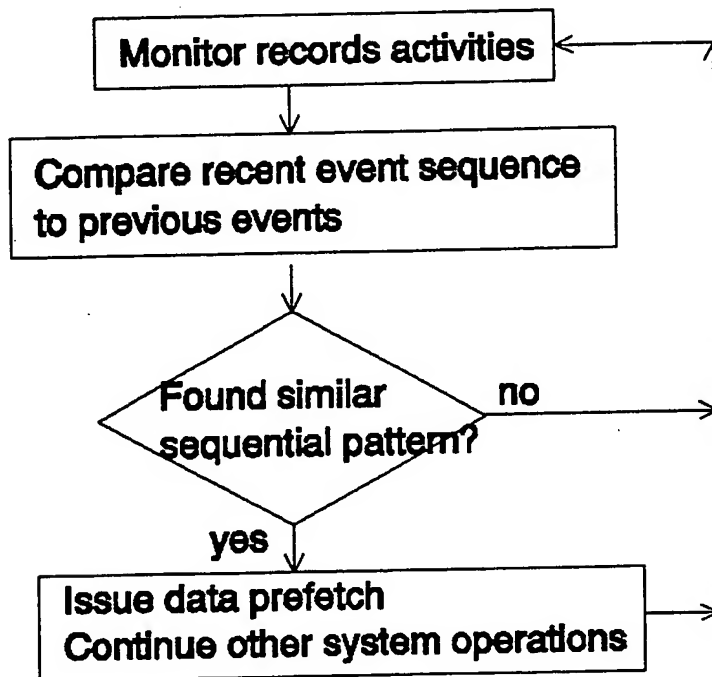 Monitor records activities
Compare recent event sequence
to previous events
Found similar
sequential pattern?
no
yes
Issue data prefetch
Continue other system operations